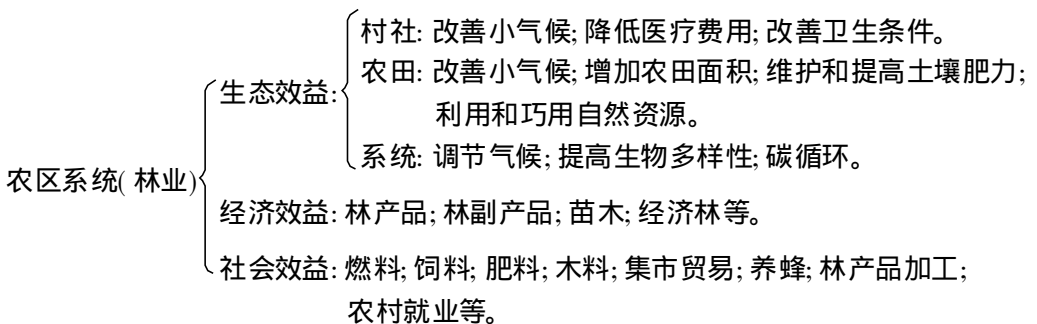 村社: 改善小气候; 降低医疗费用; 改善卫生条件。
生态效益: 农田: 改善小气候; 增加农田面积; 维护和提高土壤肥力;
利用和巧用自然资源。
系统: 调节气候; 提高生物多样性; 碳循环。
农区系统( 林业)
经济效益: 林产品; 林副产品; 苗木; 经济林等。
社会效益: 燃料; 饲料; 肥料; 木料; 集市贸易; 养蜂; 林产品加工;
农村就业等。